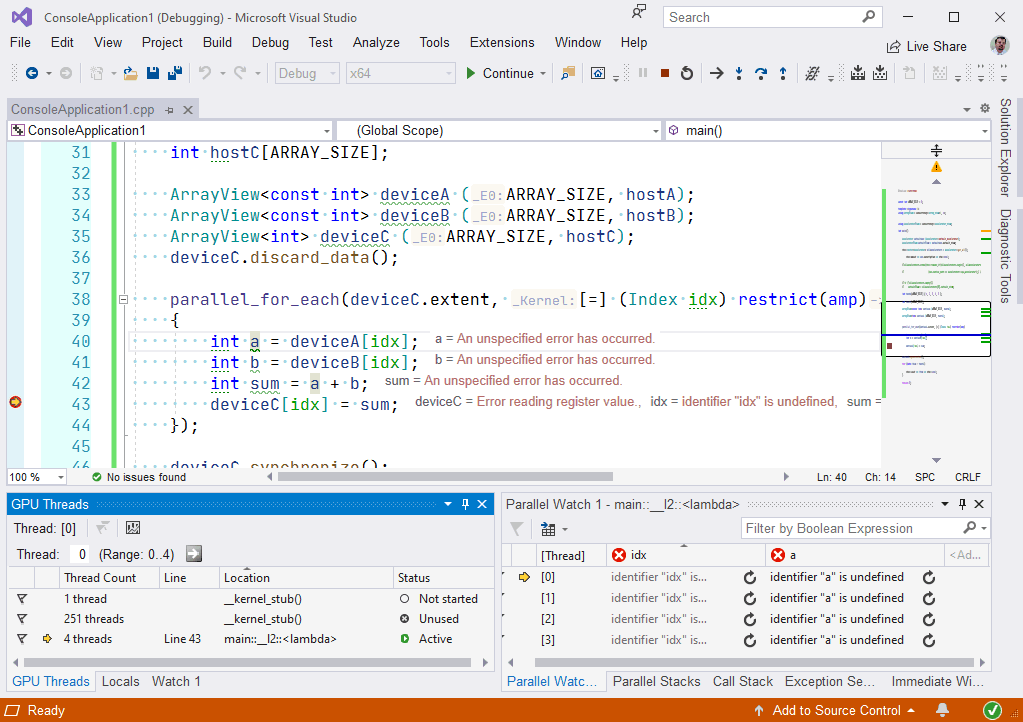 ConsoleApplication1 (Debugging) - Microsoft Visual Studio
Search
File Edit View Project Build Debug Test Analyze Tools Extensions Window Help
Live Share
Debug x64 Continue
ConsoleApplication1.cpp
ConsoleApplication1 (Global Scope) main()
31 int hostC[ARRAY_SIZE];
32
33 ArrayView<const int> deviceA (_E0: ARRAY_SIZE, hostA);
34 ArrayView<const int> deviceB (_E0: ARRAY_SIZE, hostB);
35 ArrayView<int> deviceC (_E0: ARRAY_SIZE, hostC);
36 deviceC.discard_data();
37
38 parallel_for_each(deviceC.extent, _Kernel: [=] (Index idx) restrict(amp) ->
39 {
40 int a = deviceA[idx]; a = An unspecified error has occurred.
41 int b = deviceB[idx]; b = An unspecified error has occurred.
42 int sum = a + b; sum = An unspecified error has occurred.
43 deviceC[idx] = sum; deviceC = Error reading register value., idx = identifier "idx" is undefined, sum =
44 });
45
46 deviceC.synchronize();
Solution Explorer
Diagnostic Tools
100 % No issues found Ln: 40 Ch: 14 SPC CRLF
GPU Threads
Thread: [0]
Thread: 0 (Range: 0..4)
Thread Count Line Location Status
1 thread __kernel_stub() Not started
251 threads __kernel_stub() Unused
4 threads Line 43 main::__l2::<lambda> Active
GPU Threads Locals Watch 1
Parallel Watch 1 - main::__l2::<lambda>
Filter by Boolean Expression
[Thread] idx a <Ad...
[0] identifier "idx" is... identifier "a" is undefined
[1] identifier "idx" is... identifier "a" is undefined
[2] identifier "idx" is... identifier "a" is undefined
[3] identifier "idx" is... identifier "a" is undefined
Parallel Watc... Parallel Stacks Call Stack Exception Se... Immediate Wi...
Ready Add to Source Control